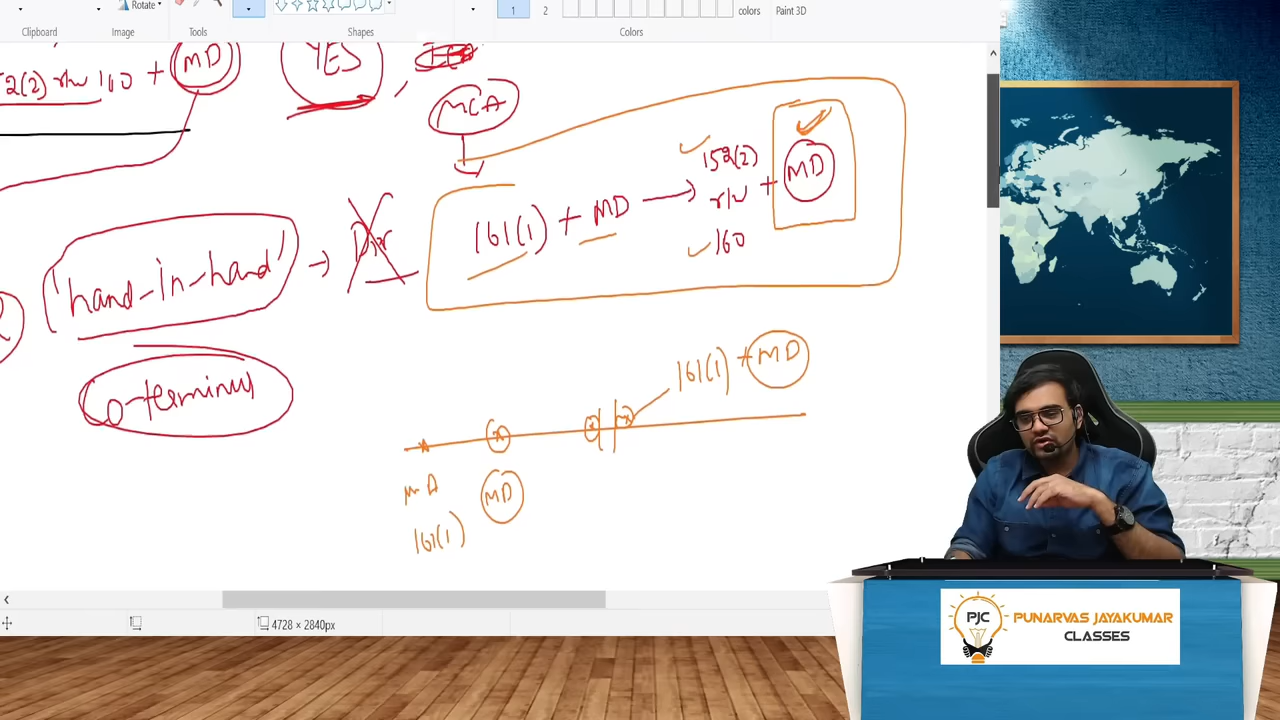 Rotate
1
2
Clipboard
Image
Tools
Shapes
Colors
colors
Paint 3D
2(2) r/w 160 + MD
YES
MCA
'hand-in-hand'
Co-terminus
161(1) + MD
152(2)
r/w
160
+ MD
161(1) + MD
MD
161(1)
4728 × 2840px
PJC
PUNARVAS JAYAKUMAR
CLASSES